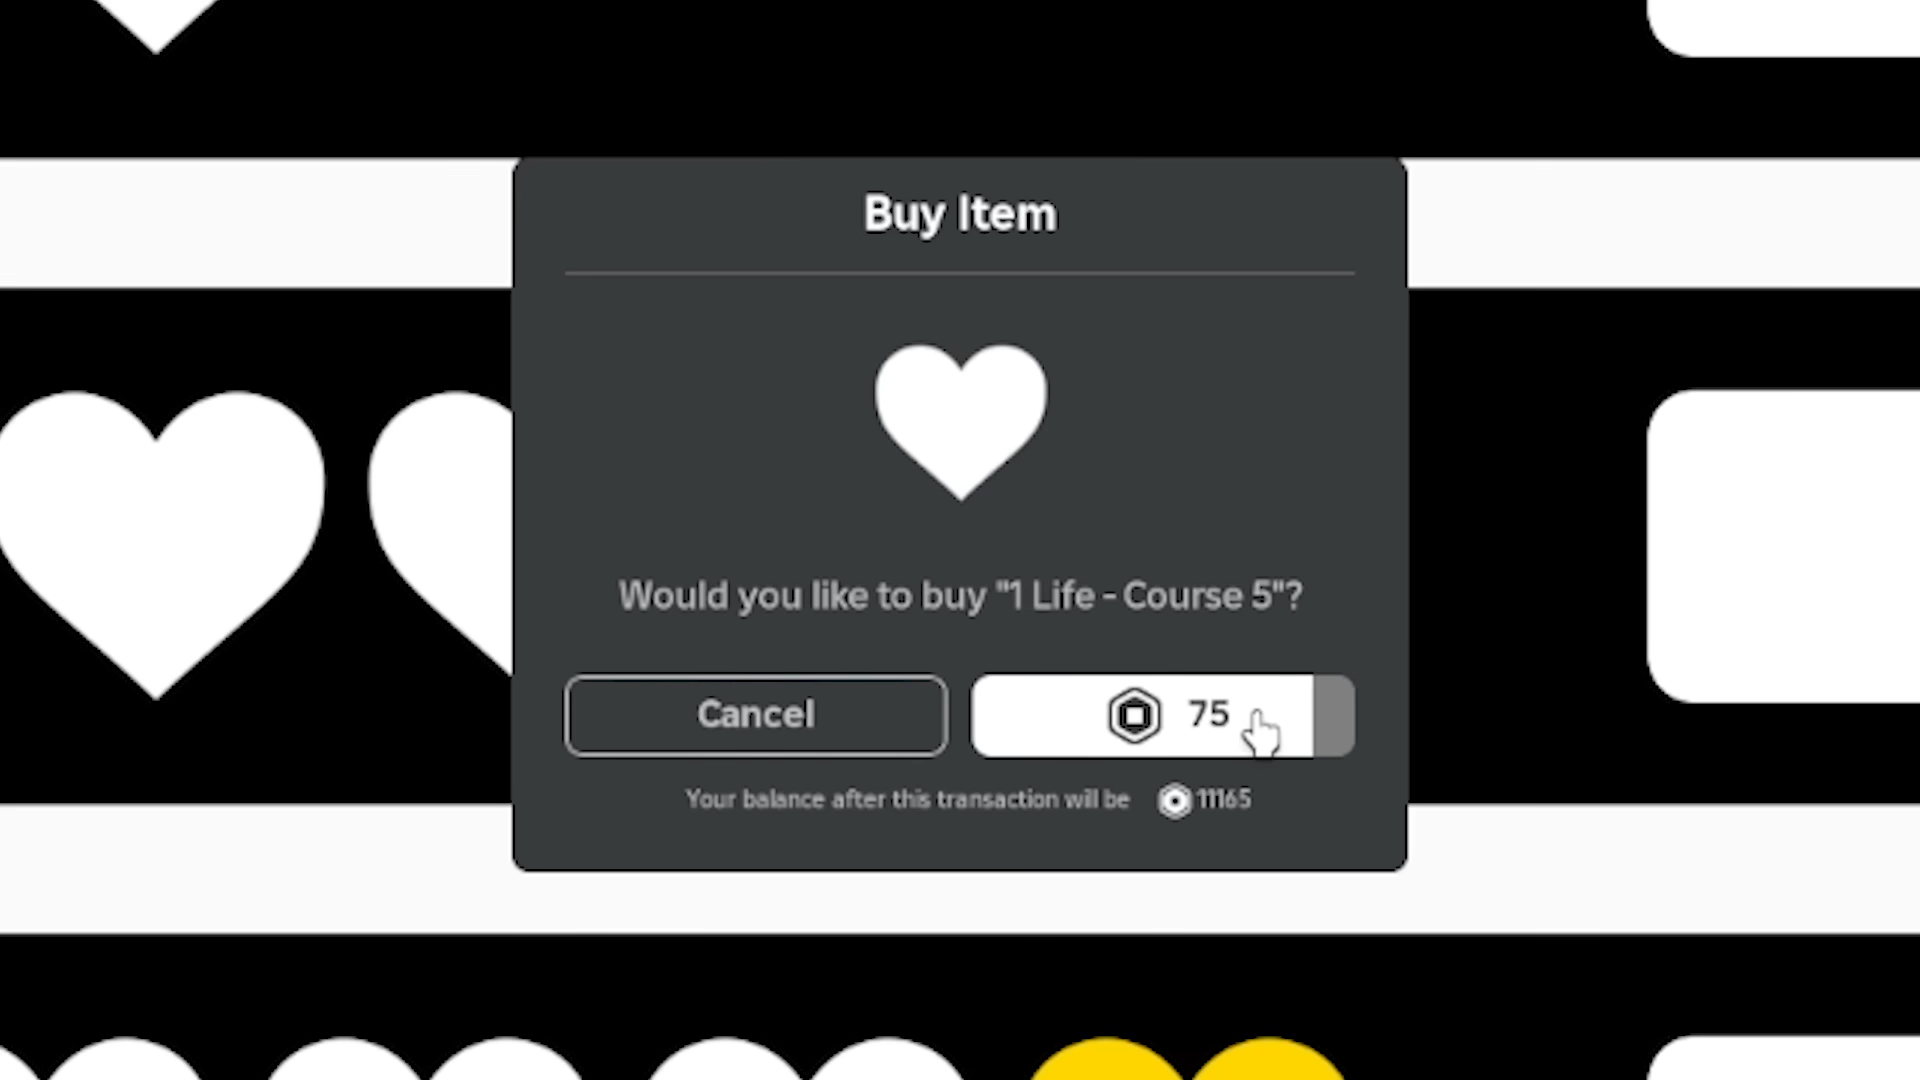 Buy Item
Would you like to buy "1 Life - Course 5"?
Cancel
75
Your balance after this transaction will be 11165